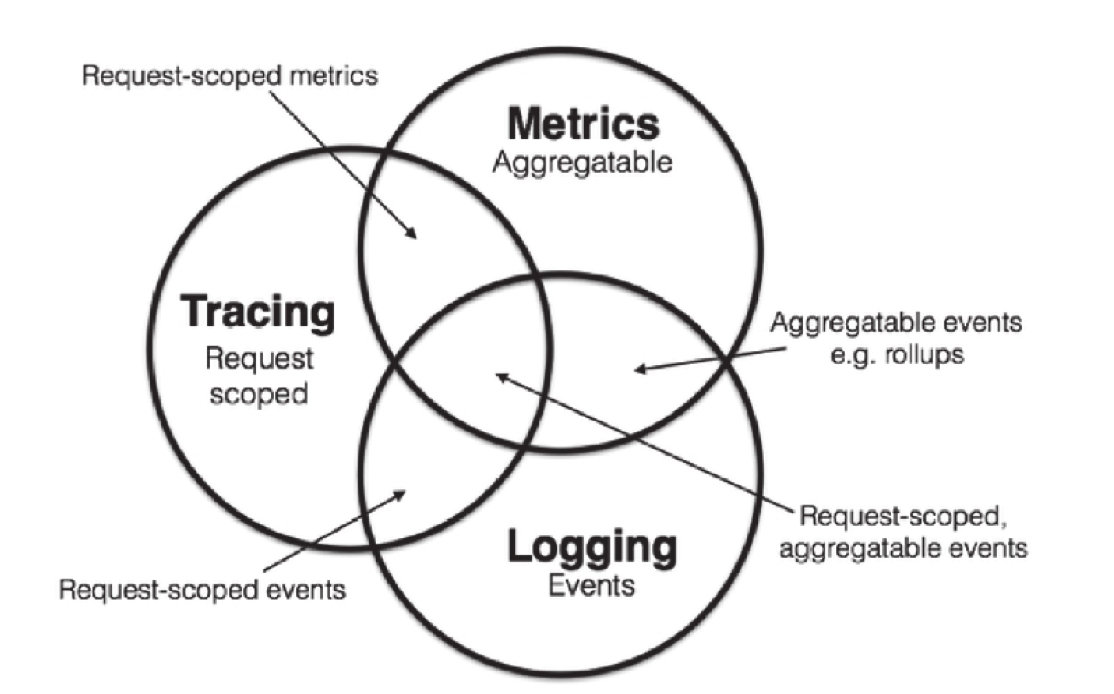 Request-scoped metrics
Metrics
Aggregatable
Tracing
Request
scoped
Aggregatable events
e.g. rollups
Request-scoped,
aggregatable events
Logging
Events
Request-scoped events